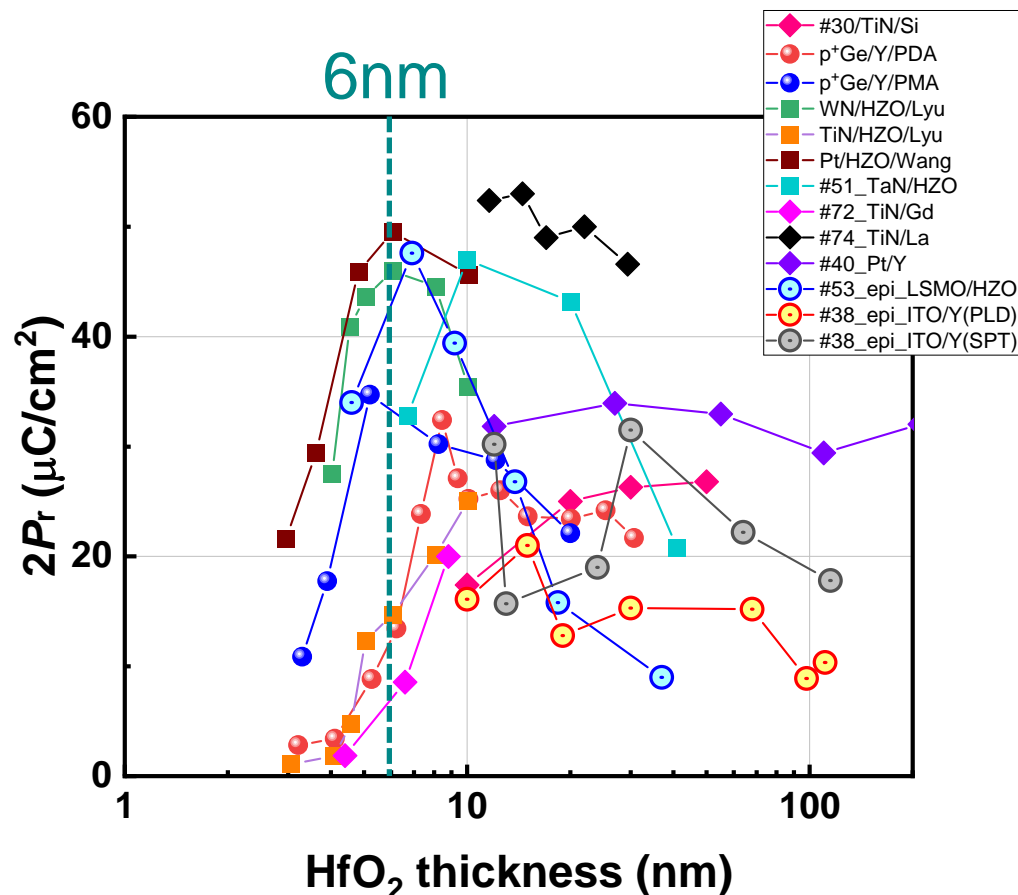 #30/TiN/Si
p⁺Ge/Y/PDA
p⁺Ge/Y/PMA
WN/HZO/Lyu
TiN/HZO/Lyu
Pt/HZO/Wang
#51_TaN/HZO
#72_TiN/Gd
#74_TiN/La
#40_Pt/Y
#53_epi_LSMO/HZO
#38_epi_ITO/Y(PLD)
#38_epi_ITO/Y(SPT)
6nm
60
40
20
0
2Pr (μC/cm²)
1
10
100
HfO₂ thickness (nm)